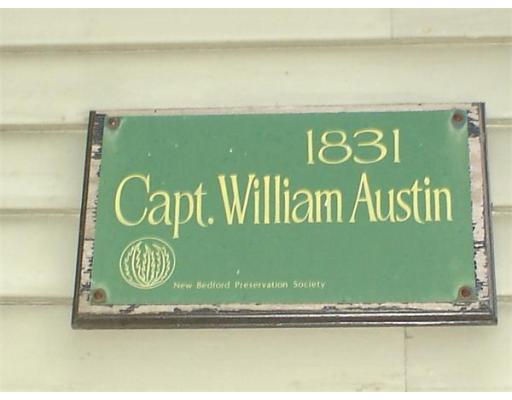 1831
Capt. William Austin
New Bedford Preservation Society